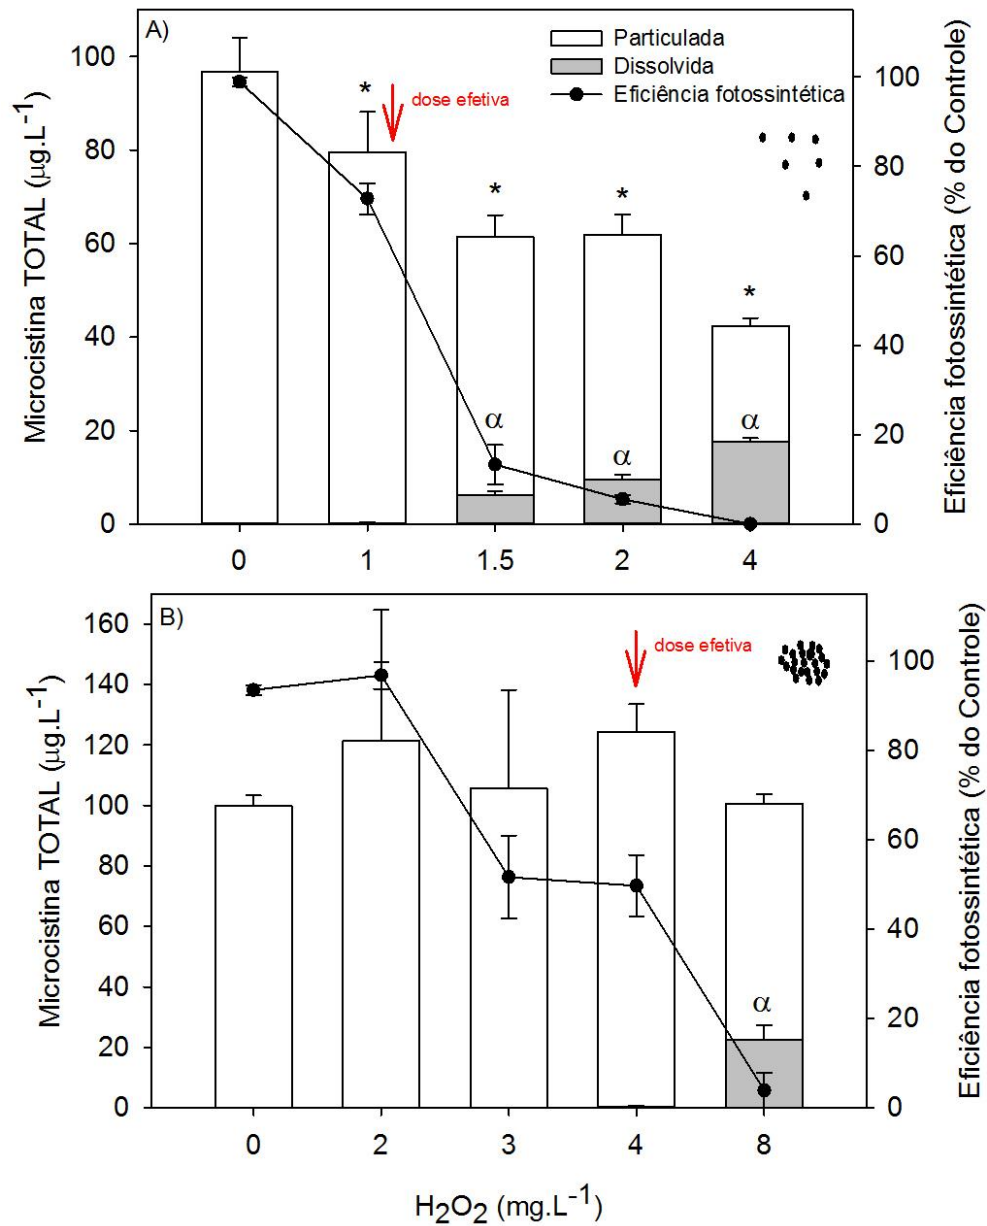 A)
Particulada
Dissolvida
Eficiência fotossintética
dose efetiva
* * * * 
α α α
Microcistina TOTAL (µg.L⁻¹)
100
80
60
40
20
0
Eficiência fotossintética (% do Controle)
100
80
60
40
20
0
0 1 1.5 2 4
B)
dose efetiva
α
Microcistina TOTAL (µg.L⁻¹)
160
140
120
100
80
60
40
20
0
Eficiência fotossintética (% do Controle)
100
80
60
40
20
0
0 2 3 4 8
H₂O₂ (mg.L⁻¹)